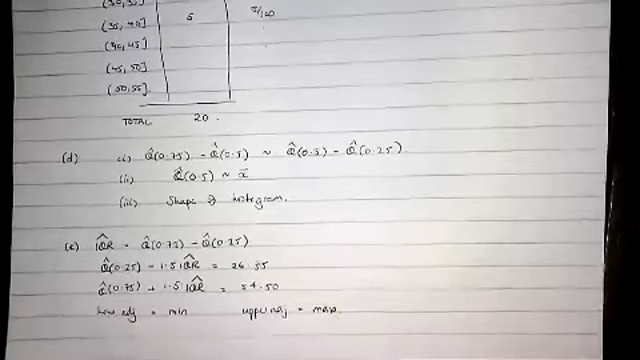 (30, 35]
(35, 40] 5 5/100
(40, 45]
(45, 50]
(50, 55]
TOTAL 20.
(d) (i) Q̂(0.75) - Q̂(0.5) ~ Q̂(0.5) - Q̂(0.25)
(ii) Q̂(0.5) ~ x̄
(iii) Shape of histogram.
(e) IQR = Q̂(0.75) - Q̂(0.25)
Q̂(0.25) - 1.5 IQR = 26.55
Q̂(0.75) + 1.5 IQR = 54.50
low adj = min upper adj = max.